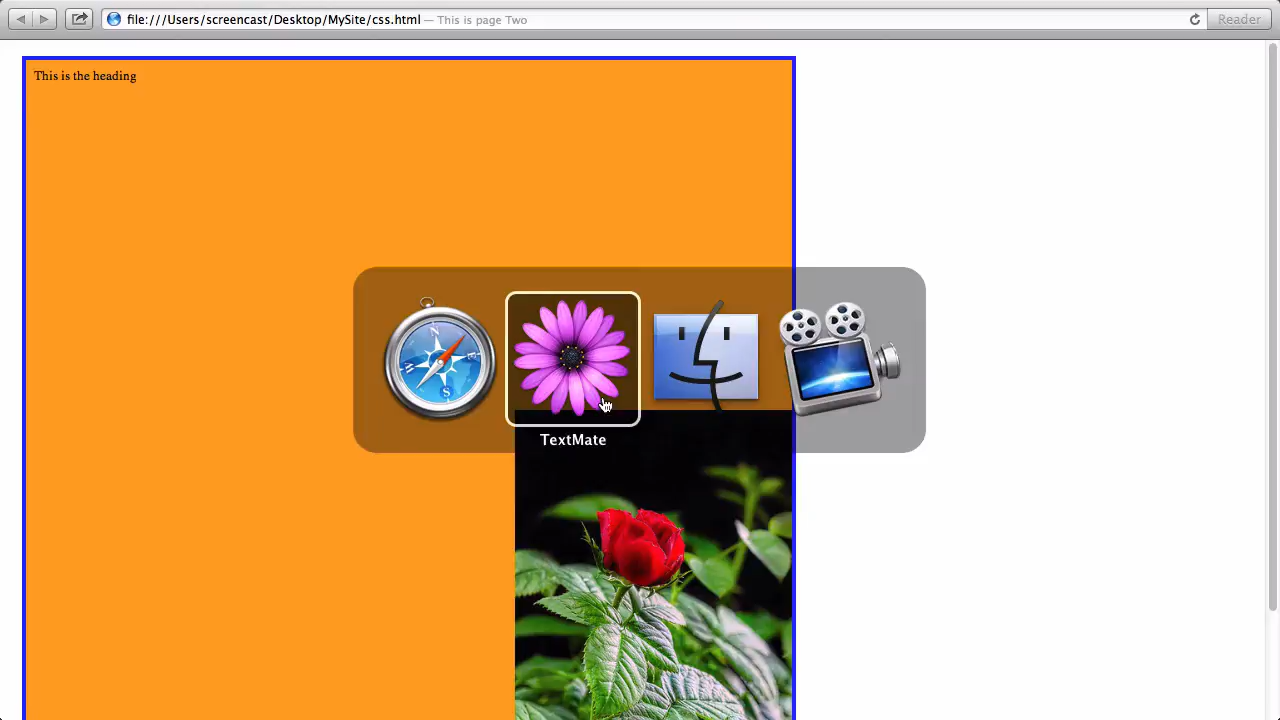 file:///Users/screencast/Desktop/MySite/css.html — This is page Two
Reader
This is the heading
TextMate